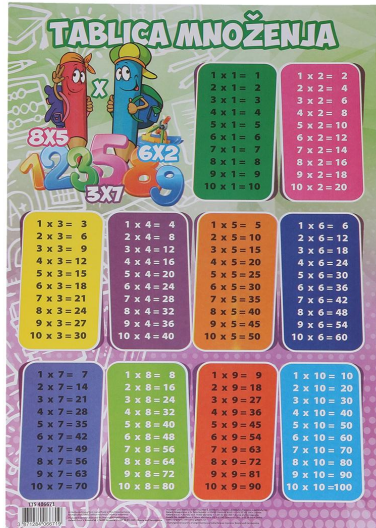 TABLICA MNOŽENJA
X
8X5
6X2
3X7
1235
89
1 x 1 = 1
2 x 1 = 2
3 x 1 = 3
4 x 1 = 4
5 x 1 = 5
6 x 1 = 6
7 x 1 = 7
8 x 1 = 8
9 x 1 = 9
10 x 1 = 10
1 x 2 = 2
2 x 2 = 4
3 x 2 = 6
4 x 2 = 8
5 x 2 = 10
6 x 2 = 12
7 x 2 = 14
8 x 2 = 16
9 x 2 = 18
10 x 2 = 20
1 x 3 = 3
2 x 3 = 6
3 x 3 = 9
4 x 3 = 12
5 x 3 = 15
6 x 3 = 18
7 x 3 = 21
8 x 3 = 24
9 x 3 = 27
10 x 3 = 30
1 x 4 = 4
2 x 4 = 8
3 x 4 = 12
4 x 4 = 16
5 x 4 = 20
6 x 4 = 24
7 x 4 = 28
8 x 4 = 32
9 x 4 = 36
10 x 4 = 40
1 x 5 = 5
2 x 5 = 10
3 x 5 = 15
4 x 5 = 20
5 x 5 = 25
6 x 5 = 30
7 x 5 = 35
8 x 5 = 40
9 x 5 = 45
10 x 5 = 50
1 x 6 = 6
2 x 6 = 12
3 x 6 = 18
4 x 6 = 24
5 x 6 = 30
6 x 6 = 36
7 x 6 = 42
8 x 6 = 48
9 x 6 = 54
10 x 6 = 60
1 x 7 = 7
2 x 7 = 14
3 x 7 = 21
4 x 7 = 28
5 x 7 = 35
6 x 7 = 42
7 x 7 = 49
8 x 7 = 56
9 x 7 = 63
10 x 7 = 70
1 x 8 = 8
2 x 8 = 16
3 x 8 = 24
4 x 8 = 32
5 x 8 = 40
6 x 8 = 48
7 x 8 = 56
8 x 8 = 64
9 x 8 = 72
10 x 8 = 80
1 x 9 = 9
2 x 9 = 18
3 x 9 = 27
4 x 9 = 36
5 x 9 = 45
6 x 9 = 54
7 x 9 = 63
8 x 9 = 72
9 x 9 = 81
10 x 9 = 90
1 x 10 = 10
2 x 10 = 20
3 x 10 = 30
4 x 10 = 40
5 x 10 = 50
6 x 10 = 60
7 x 10 = 70
8 x 10 = 80
9 x 10 = 90
10 x 10 =100